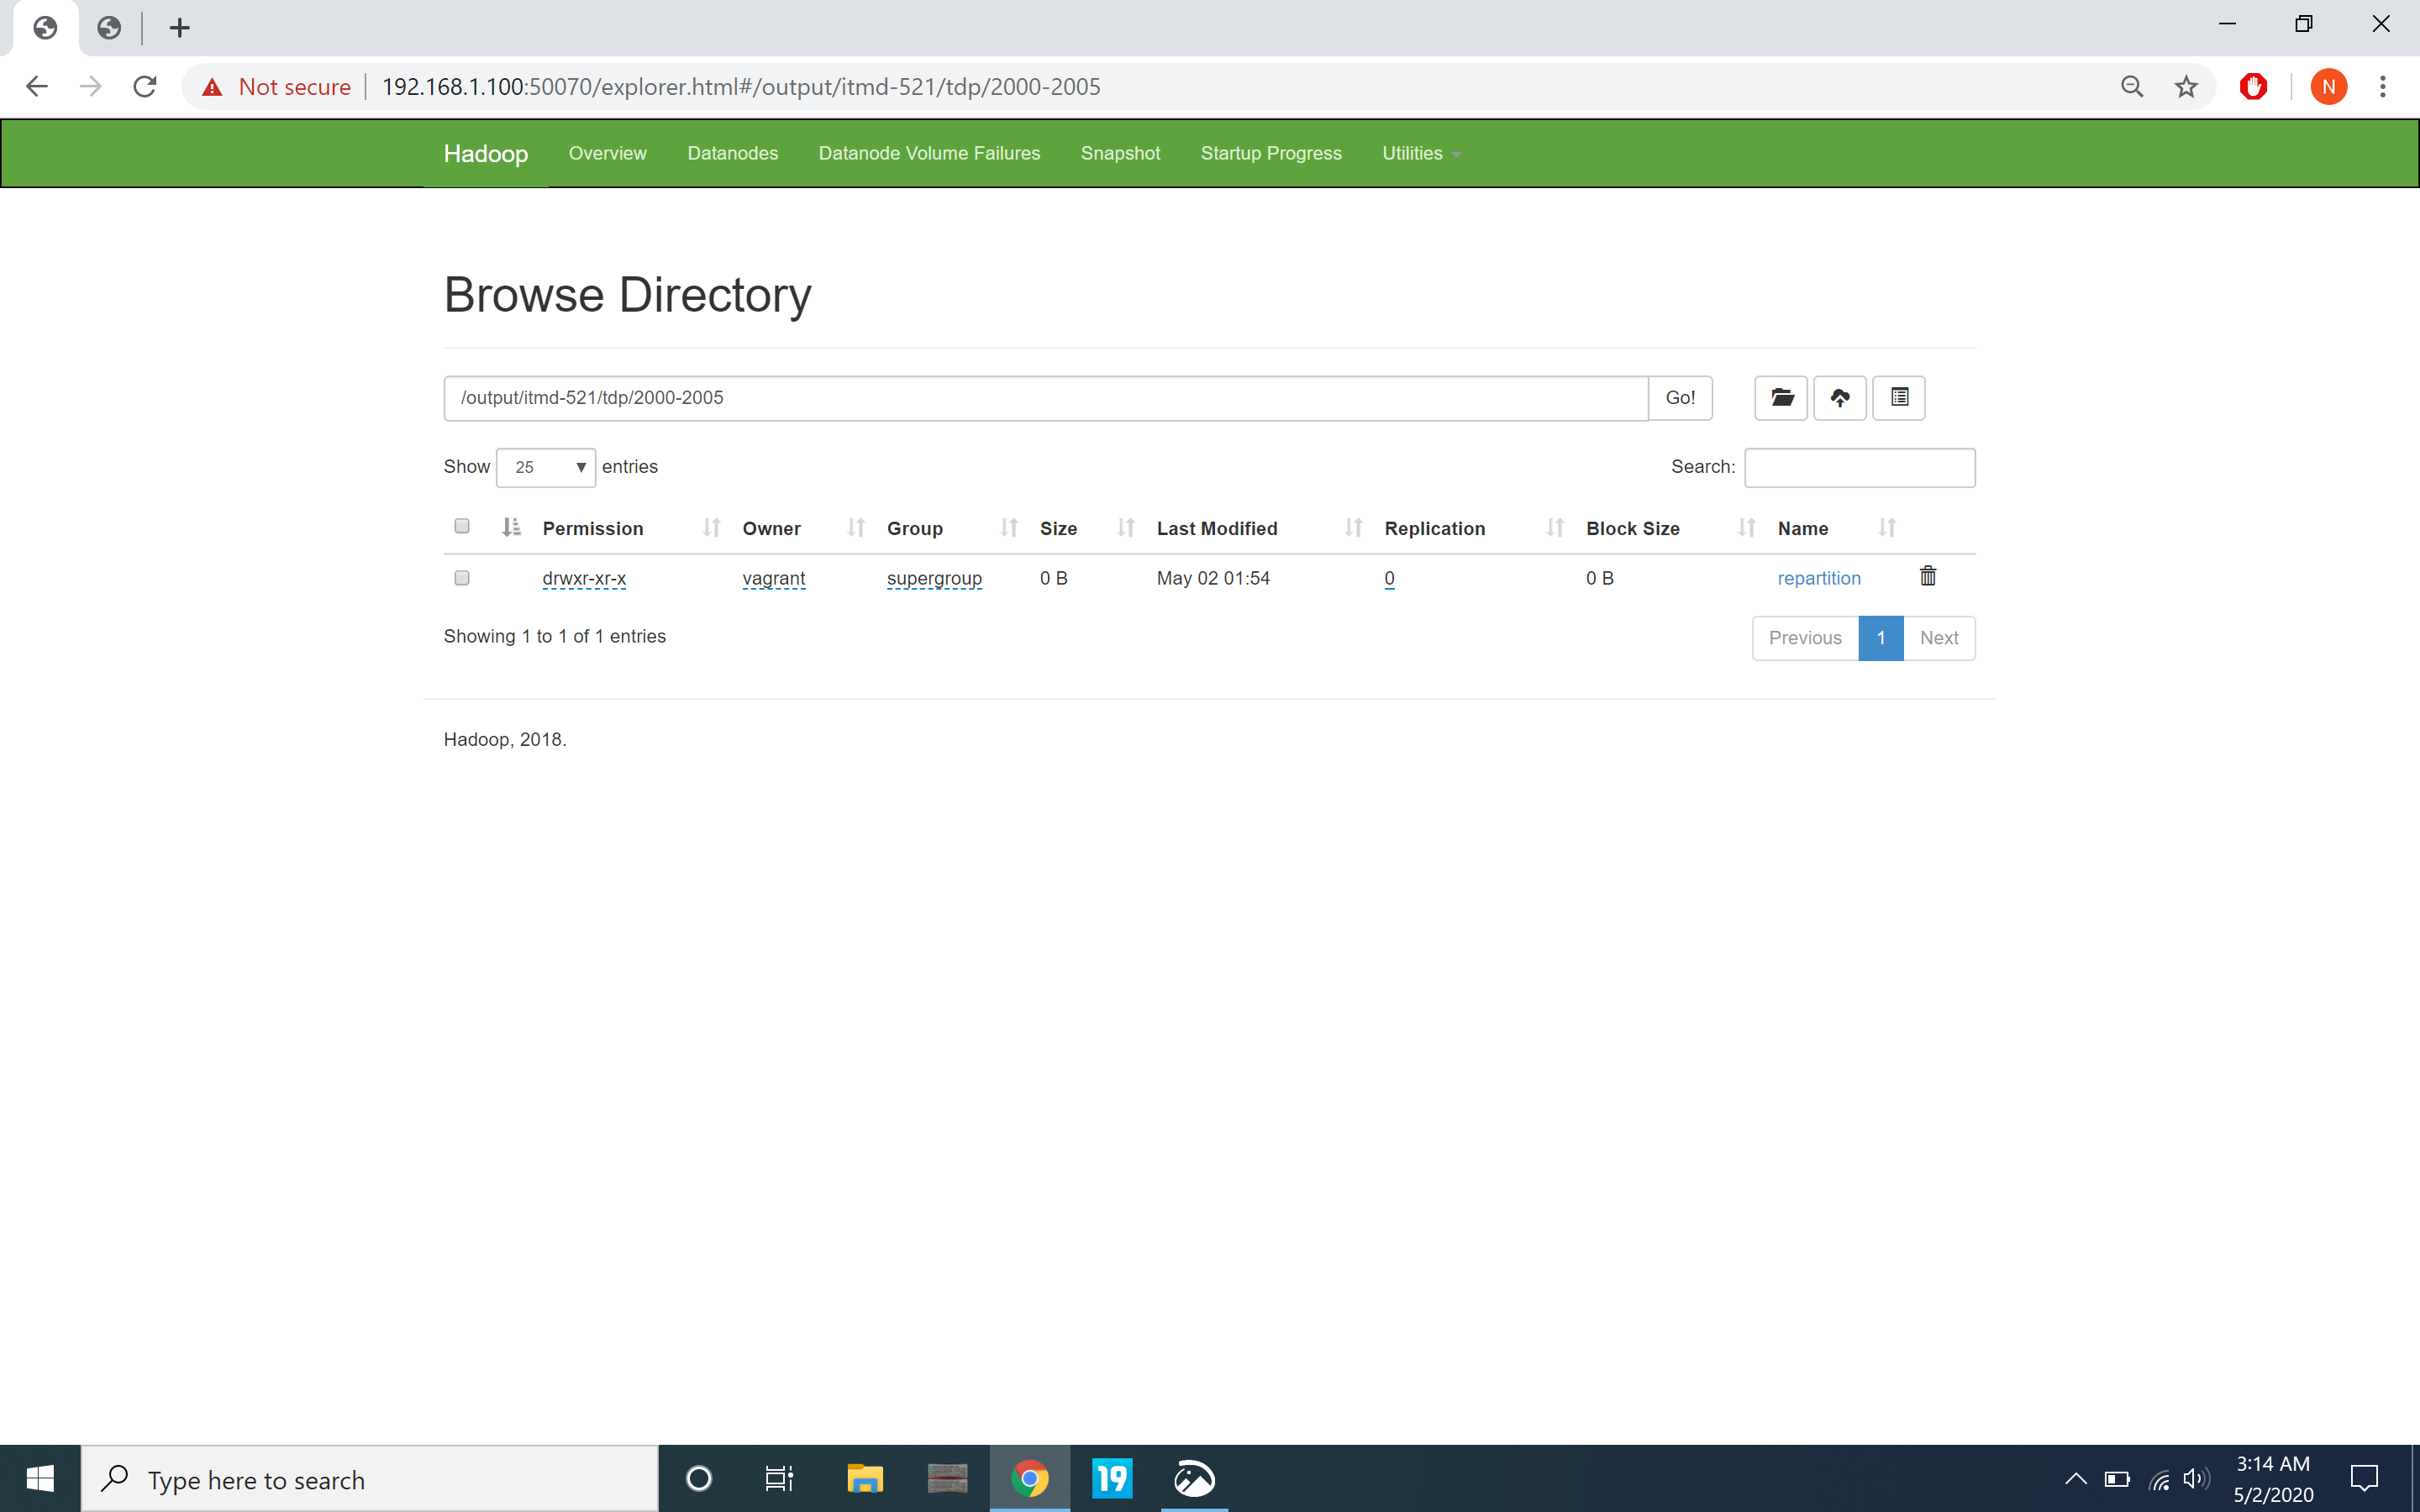 Not secure 192.168.1.100:50070/explorer.html#/output/itmd-521/tdp/2000-2005 N
Hadoop Overview Datanodes Datanode Volume Failures Snapshot Startup Progress Utilities
Browse Directory
/output/itmd-521/tdp/2000-2005 Go!
Show 25 entries Search:
Permission Owner Group Size Last Modified Replication Block Size Name
drwxr-xr-x vagrant supergroup 0 B May 02 01:54 0 0 B repartition
Showing 1 to 1 of 1 entries Previous 1 Next
Hadoop, 2018.
Type here to search 19 3:14 AM
5/2/2020